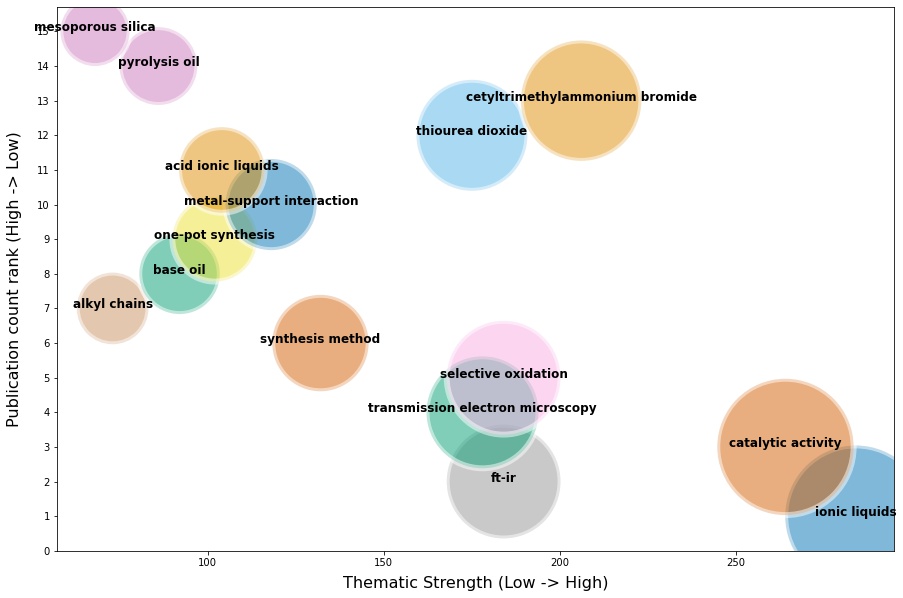 mesoporous silica
15
pyrolysis oil
14
cetyltrimethylammonium bromide
13
thiourea dioxide
12
acid ionic liquids
11
metal-support interaction
10
one-pot synthesis
9
base oil
8
alkyl chains
7
synthesis method
6
selective oxidation
5
transmission electron microscopy
4
catalytic activity
3
ft-ir
2
ionic liquids
1
0
100
150
200
250
Thematic Strength (Low -> High)
Publication count rank (High -> Low)